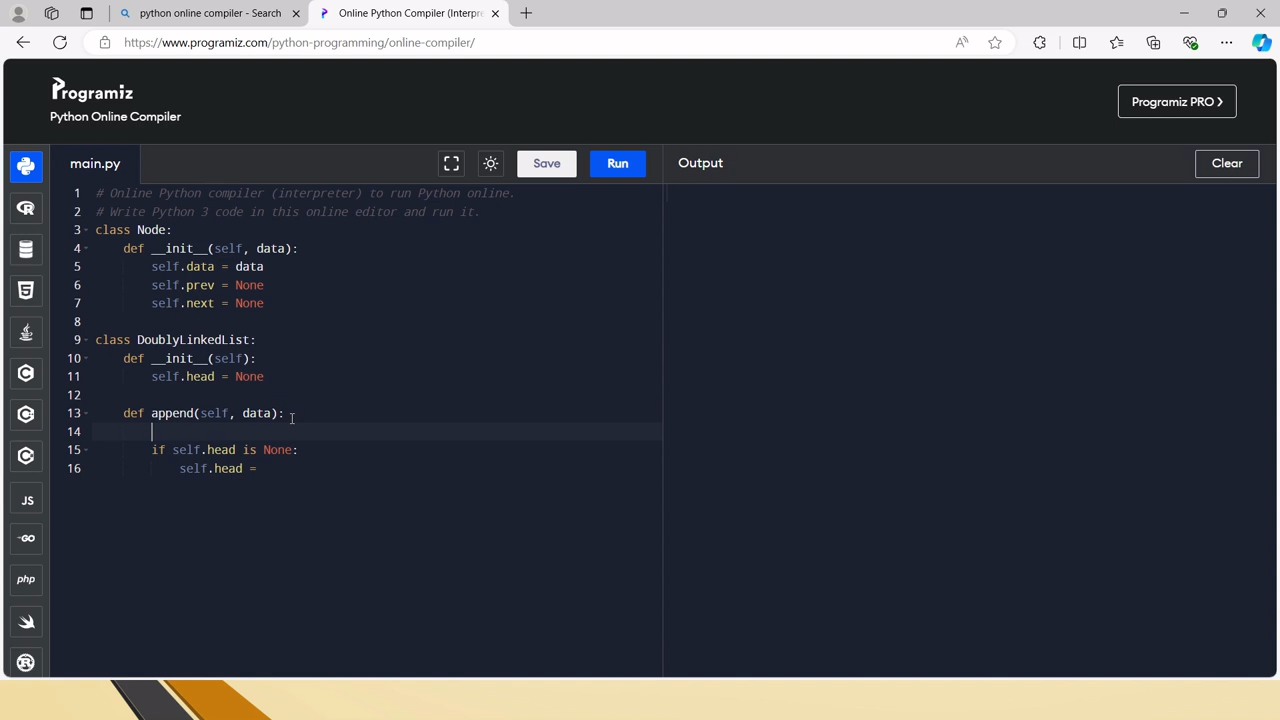 python online compiler - Search
Online Python Compiler (Interpre
https://www.programiz.com/python-programming/online-compiler/
Programiz
Python Online Compiler
Programiz PRO
main.py
Save
Run
Output
Clear
1 # Online Python compiler (interpreter) to run Python online.
2 # Write Python 3 code in this online editor and run it.
3 class Node:
4 def __init__(self, data):
5 self.data = data
6 self.prev = None
7 self.next = None
8
9 class DoublyLinkedList:
10 def __init__(self):
11 self.head = None
12
13 def append(self, data):
14
15 if self.head is None:
16 self.head =
JS
GO
php